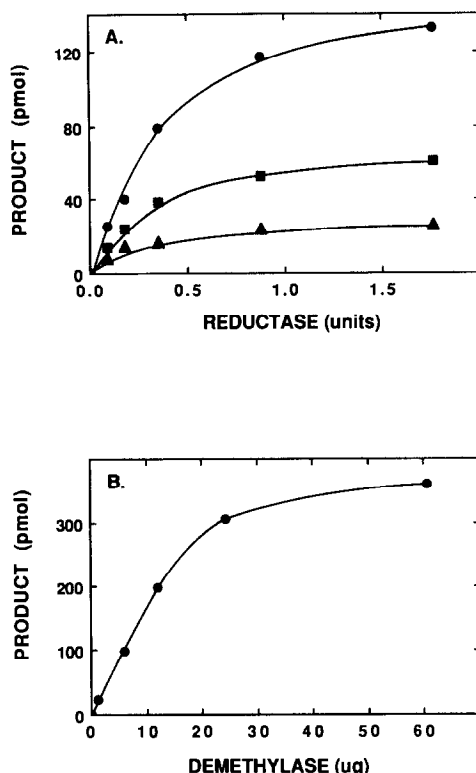 A.
PRODUCT (pmol)
120
80
40
0
0.0 0.5 1.0 1.5
REDUCTASE (units)
B.
PRODUCT (pmol)
300
200
100
0
0 10 20 30 40 50 60
DEMETHYLASE (ug)